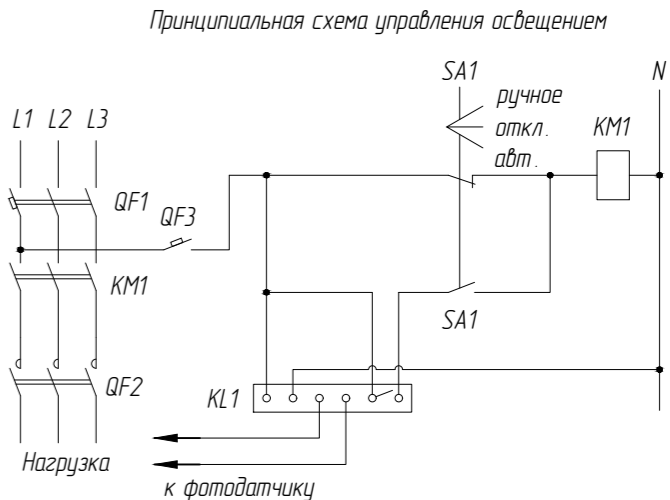 Принципиальная схема управления освещением
SA1
N
ручное
L1 L2 L3
откл.
KM1
авт.
QF1
QF3
KM1
SA1
QF2
KL1
Нагрузка
к фотодатчику